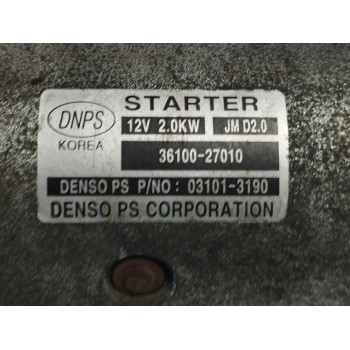 STARTER
DNPS
12V 2.0KW JM D2.0
KOREA
36100-27010
DENSO PS P/NO : 03101-3190
DENSO PS CORPORATION